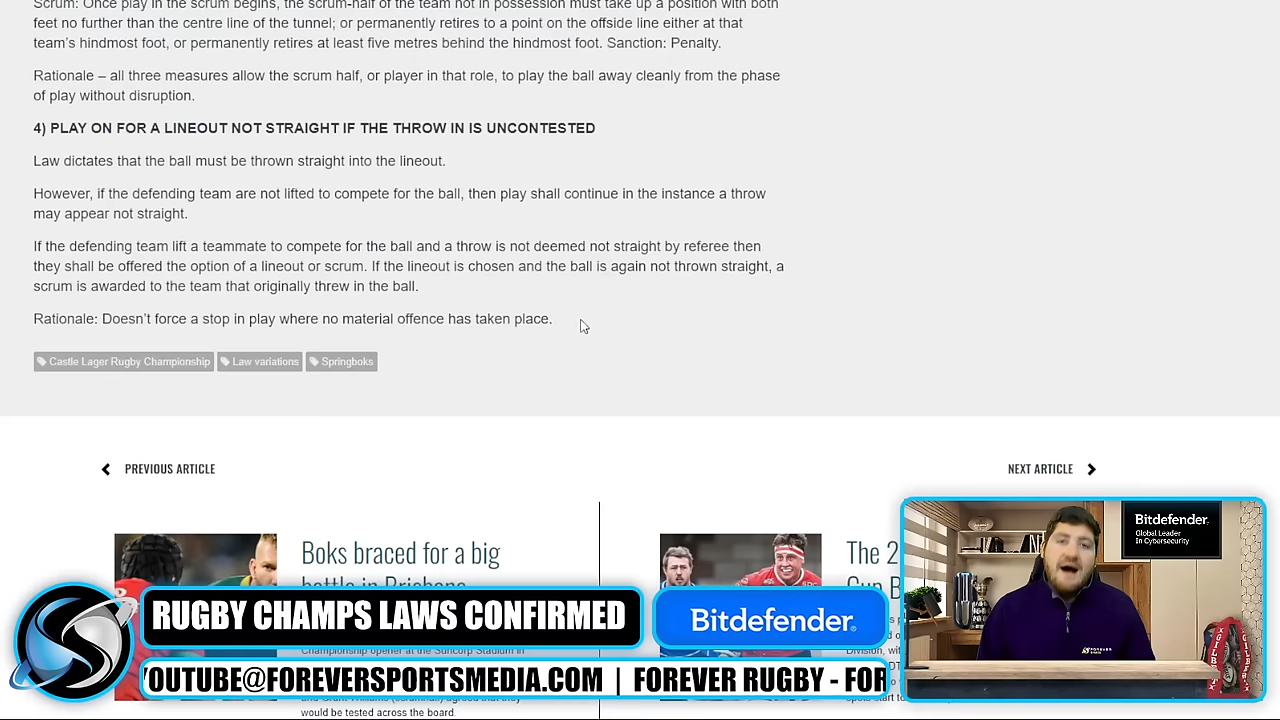 Scrum: Once play in the scrum begins, the scrum-half of the team not in possession must take up a position with both
feet no further than the centre line of the tunnel; or permanently retires to a point on the offside line either at that
team's hindmost foot, or permanently retires at least five metres behind the hindmost foot. Sanction: Penalty.
Rationale – all three measures allow the scrum half, or player in that role, to play the ball away cleanly from the phase
of play without disruption.
4) PLAY ON FOR A LINEOUT NOT STRAIGHT IF THE THROW IN IS UNCONTESTED
Law dictates that the ball must be thrown straight into the lineout.
However, if the defending team are not lifted to compete for the ball, then play shall continue in the instance a throw
may appear not straight.
If the defending team lift a teammate to compete for the ball and a throw is not deemed not straight by referee then
they shall be offered the option of a lineout or scrum. If the lineout is chosen and the ball is again not thrown straight, a
scrum is awarded to the team that originally threw in the ball.
Rationale: Doesn't force a stop in play where no material offence has taken place.
Castle Lager Rugby Championship Law variations Springboks
PREVIOUS ARTICLE
NEXT ARTICLE
Boks braced for a big
battle in Brisbane
The 2
Cup B
Bitdefender
Global Leader
In Cybersecurity
RUGBY CHAMPS LAWS CONFIRMED
Bitdefender
Championship opener at the Suncorp Stadium in
YOUTUBE@FOREVERSPORTSMEDIA.COM | FOREVER RUGBY - FOR
would be tested across the board.